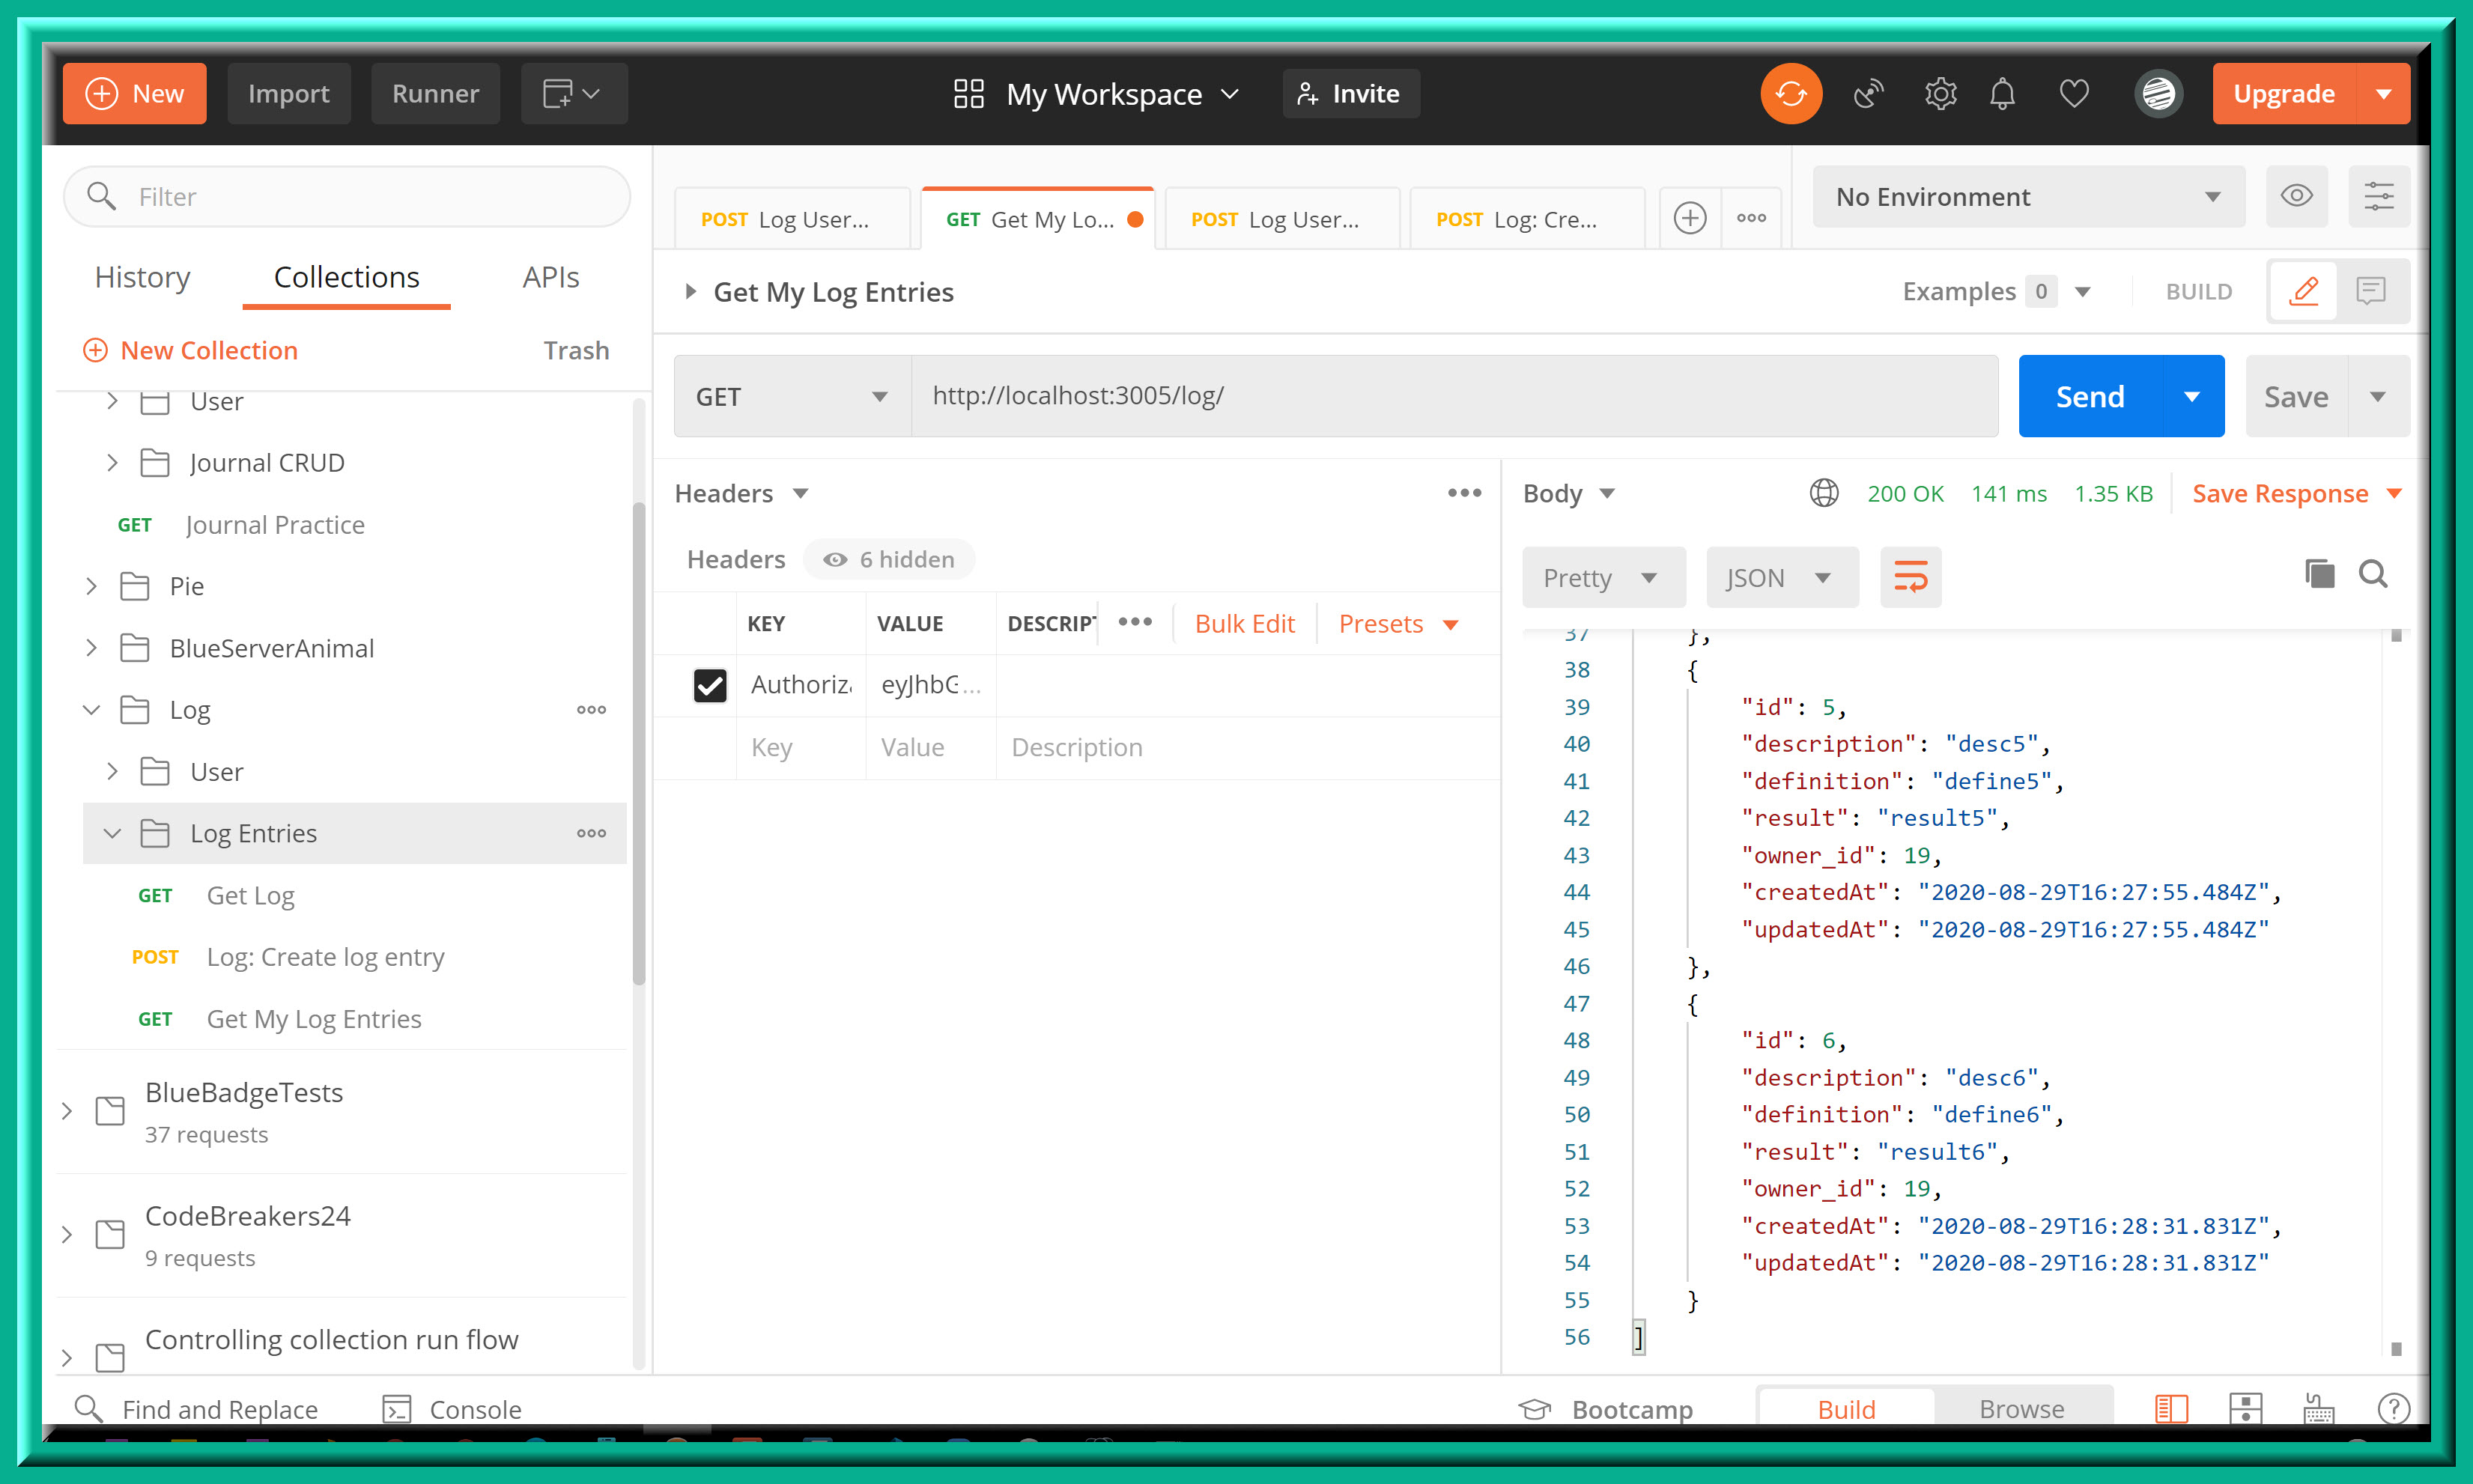 New
Import
Runner
My Workspace
Invite
Upgrade
Filter
History
Collections
APIs
New Collection
Trash
User
Journal CRUD
GET Journal Practice
Pie
BlueServerAnimal
Log
User
Log Entries
GET Get Log
POST Log: Create log entry
GET Get My Log Entries
BlueBadgeTests
37 requests
CodeBreakers24
9 requests
Controlling collection run flow
POST Log User...
GET Get My Lo...
POST Log User...
POST Log: Cre...
No Environment
Get My Log Entries
Examples 0
BUILD
GET
http://localhost:3005/log/
Send
Save
Headers
Headers 6 hidden
KEY VALUE DESCRIPT
Bulk Edit
Presets
Authoriza eyJhbG...
Key Value Description
Body
200 OK 141 ms 1.35 KB
Save Response
Pretty
JSON
37 },
38 {
39 "id": 5,
40 "description": "desc5",
41 "definition": "define5",
42 "result": "result5",
43 "owner_id": 19,
44 "createdAt": "2020-08-29T16:27:55.484Z",
45 "updatedAt": "2020-08-29T16:27:55.484Z"
46 },
47 {
48 "id": 6,
49 "description": "desc6",
50 "definition": "define6",
51 "result": "result6",
52 "owner_id": 19,
53 "createdAt": "2020-08-29T16:28:31.831Z",
54 "updatedAt": "2020-08-29T16:28:31.831Z"
55 }
56 ]
Find and Replace
Console
Bootcamp
Build
Browse